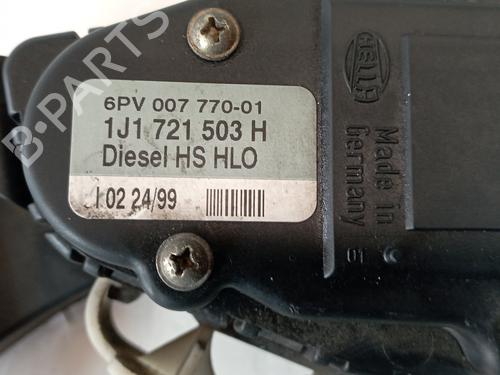 B-PARTS
6PV 007 770-01
1J1 721 503 H
Diesel HS HLO
I 02 24/99
HELLA
Made in
Germany